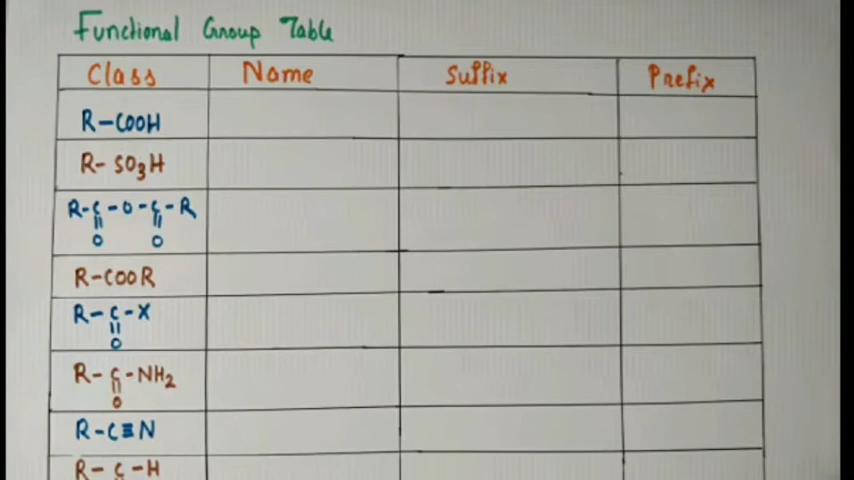 Functional Group Table
Class Name Suffix Prefix
R-COOH
R-SO3H
R-C-O-C-R
|| ||
O O
R-COOR
R-C-X
||
O
R-C-NH2
||
O
R-C≡N
R-C-H